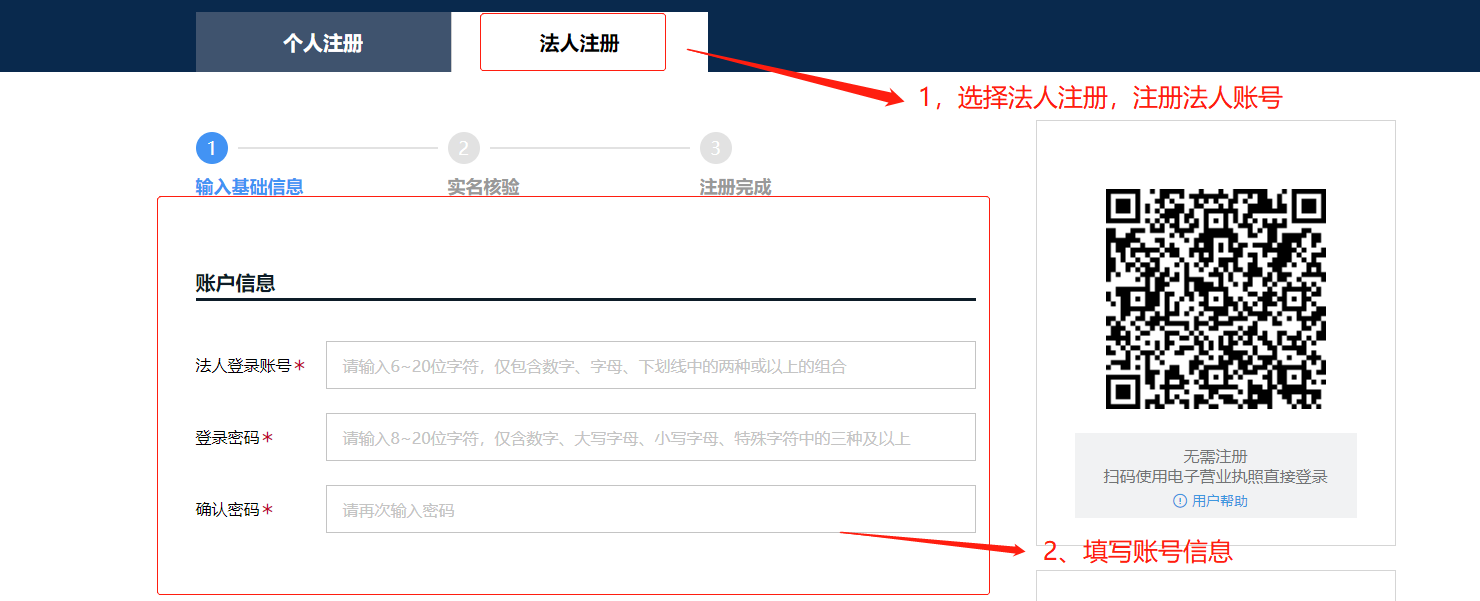 个人注册
法人注册
1，选择法人注册，注册法人账号
1
2
3
输入基础信息
实名核验
注册完成
账户信息
法人登录账号*
请输入6~20位字符，仅包含数字、字母、下划线中的两种或以上的组合
登录密码*
请输入8~20位字符，仅含数字、大写字母、小写字母、特殊字符中的三种及以上
确认密码*
请再次输入密码
无需注册
扫码使用电子营业执照直接登录
用户帮助
2、填写账号信息